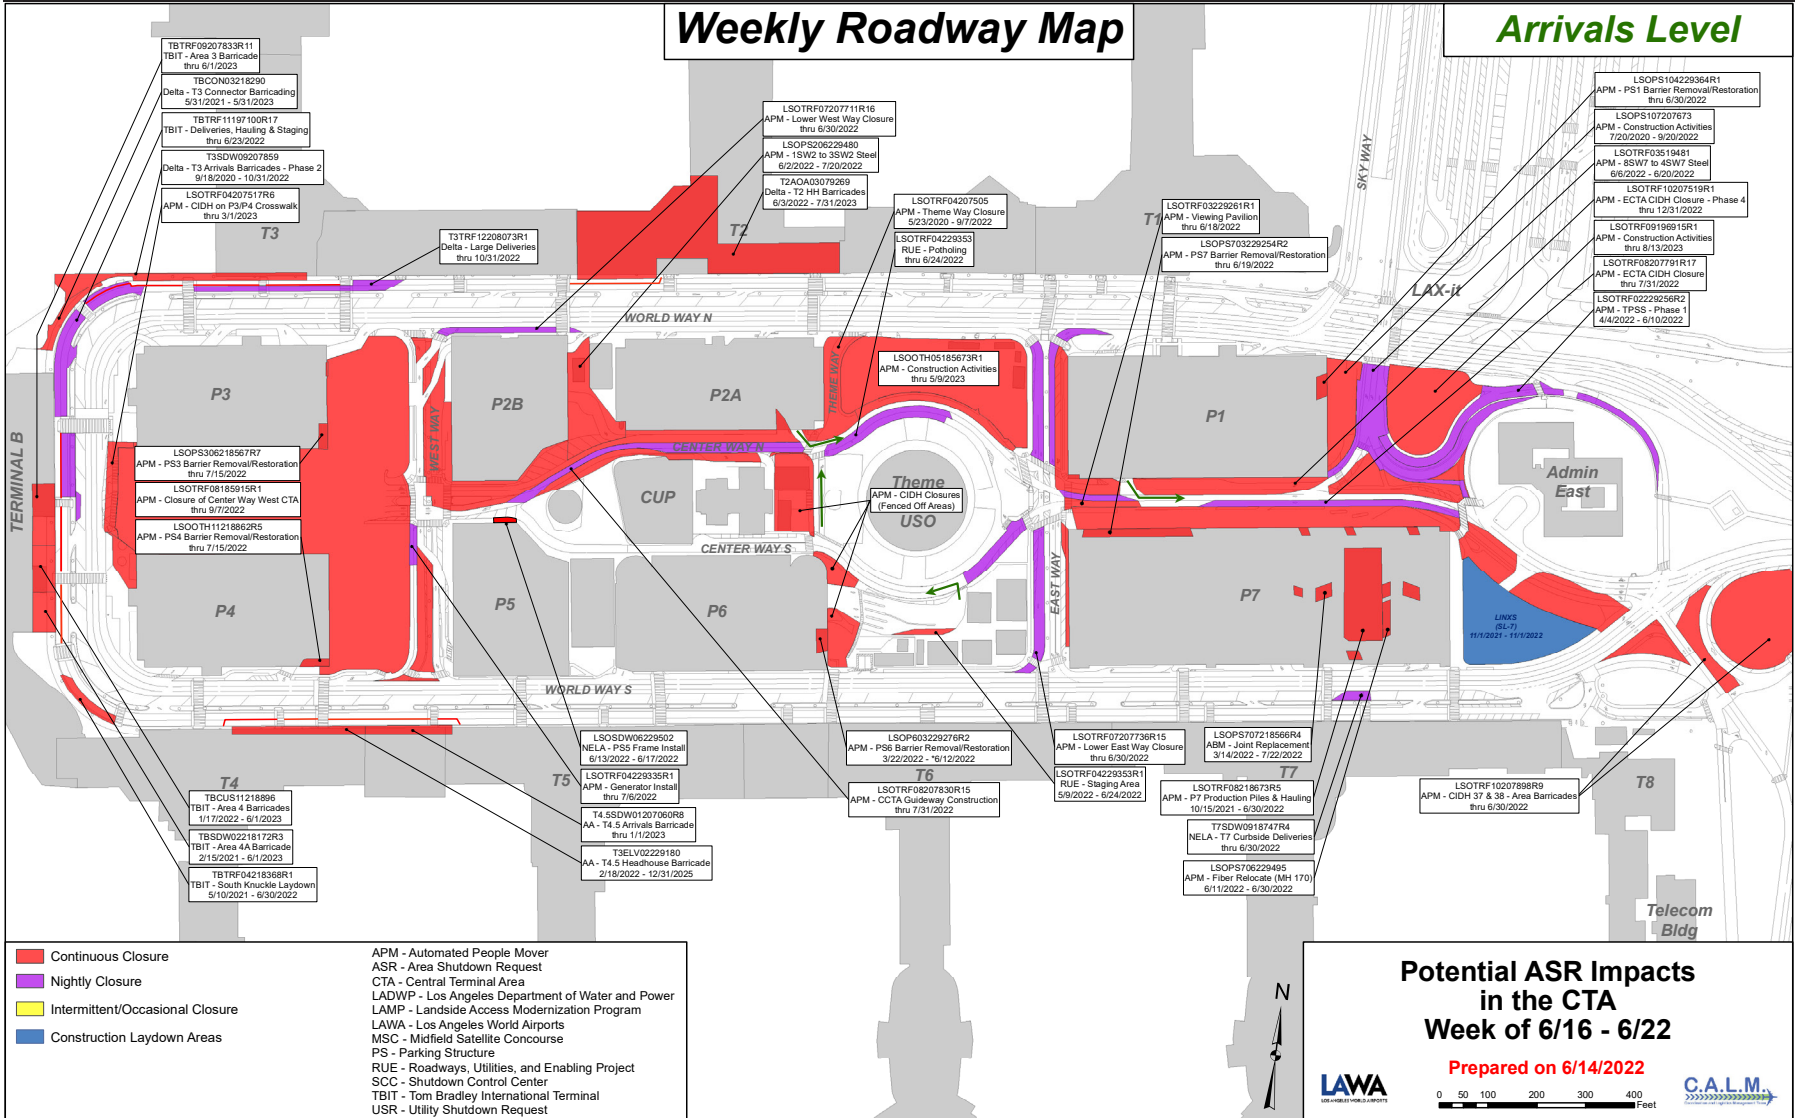 Weekly Roadway Map
Arrivals Level
TBTRF09207833R11
TBIT - Area 3 Barricade
thru 6/1/2023
TBCON03218290
Delta - T3 Connector Barricading
5/31/2021 - 5/31/2023
TBTRF11197100R17
TBIT - Deliveries, Hauling & Staging
thru 6/23/2022
T3SDW09207859
Delta - T3 Arrivals Barricades - Phase 2
9/18/2020 - 10/31/2022
LSOTRF04207517R6
APM - CIDH on P3/P4 Crosswalk
thru 3/1/2023
T3TRF12208073R1
Delta - Large Deliveries
thru 10/31/2022
LSOTRF07207711R16
APM - Lower West Way Closure
thru 6/30/2022
LSOPS206229480
APM - 1SW2 to 3SW2 Steel
6/2/2022 - 7/20/2022
T2AOA03079269
Delta - T2 HH Barricades
6/3/2022 - 7/31/2023
LSOTRF04207505
APM - Theme Way Closure
5/23/2020 - 9/7/2022
LSOTRF04229353
RUE - Potholing
thru 6/24/2022
LSOTRF03229261R1
APM - Viewing Pavilion
thru 6/18/2022
LSOPS703229254R2
APM - PS7 Barrier Removal/Restoration
thru 6/19/2022
LSOPS104229364R1
APM - PS1 Barrier Removal/Restoration
thru 6/30/2022
LSOPS107207673
APM - Construction Activities
7/20/2020 - 9/20/2022
LSOTRF03519481
APM - 8SW7 to 4SW7 Steel
6/6/2022 - 6/20/2022
LSOTRF10207519R1
APM - ECTA CIDH Closure - Phase 4
thru 12/31/2022
LSOTRF09196915R1
APM - Construction Activities
thru 8/13/2023
LSOTRF08207791R17
APM - ECTA CIDH Closure
thru 7/31/2022
LSOTRF02229256R2
APM - TPSS - Phase 1
4/4/2022 - 6/10/2022
T3
T2
T1
SKY WAY
LAX-it
WORLD WAY N
P3
P2B
P2A
THEME WAY
LSOOTH05185673R1
APM - Construction Activities
thru 5/9/2023
P1
WEST WAY
CENTER WAY N
TERMINAL B
LSOPS306218567R7
APM - PS3 Barrier Removal/Restoration
thru 7/15/2022
LSOTRF08185915R1
APM - Closure of Center Way West CTA
9/7/2022
LSOOTH11218862R5
APM - PS4 Barrier Removal/Restoration
thru 7/15/2022
CUP
Theme
USO
APM - CIDH Closures
(Fenced Off Areas)
Admin
East
CENTER WAY S
EAST WAY
P4
P5
P6
P7
LINXS
(SL-7)
11/1/2021 - 11/1/2022
WORLD WAY S
T4
T5
T6
T7
T8
TBCUS11218896
TBIT - Area 4 Barricades
1/17/2022 - 6/1/2023
TBSDW02218172R3
TBIT - Area 4A Barricade
2/15/2021 - 6/1/2023
TBTRF04218368R1
TBIT - South Knuckle Laydown
5/10/2021 - 6/30/2022
LSOSDW06229502
NELA - PS5 Frame Install
6/13/2022 - 6/17/2022
LSOTRF04229335R1
APM - Generator Install
thru 7/6/2022
T4.5SDW01207060R8
AA - T4.5 Arrivals Barricade
thru 1/1/2023
T3ELV02229180
AA - T4.5 Headhouse Barricade
2/18/2022 - 12/31/2025
LSOP603229276R2
APM - PS6 Barrier Removal/Restoration
3/22/2022 - *6/12/2022
LSOTRF08207830R15
APM - CCTA Guideway Construction
thru 7/31/2022
LSOTRF07207736R15
APM - Lower East Way Closure
thru 6/30/2022
LSOTRF04229353R1
RUE - Staging Area
5/9/2022 - 6/24/2022
LSOPS707218566R4
ABM - Joint Replacement
3/14/2022 - 7/22/2022
LSOTRF08218673R5
APM - P7 Production Piles & Hauling
10/15/2021 - 6/30/2022
T7SDW0918747R4
NELA - T7 Curbside Deliveries
thru 6/30/2022
LSOPS706229495
APM - Fiber Relocate (MH 170)
6/11/2022 - 6/30/2022
LSOTRF10207898R9
APM - CIDH 37 & 38 - Area Barricades
thru 6/30/2022
Telecom
Bldg
Continuous Closure
Nightly Closure
Intermittent/Occasional Closure
Construction Laydown Areas
APM - Automated People Mover
ASR - Area Shutdown Request
CTA - Central Terminal Area
LADWP - Los Angeles Department of Water and Power
LAMP - Landside Access Modernization Program
LAWA - Los Angeles World Airports
MSC - Midfield Satellite Concourse
PS - Parking Structure
RUE - Roadways, Utilities, and Enabling Project
SCC - Shutdown Control Center
TBIT - Tom Bradley International Terminal
USR - Utility Shutdown Request
N
Potential ASR Impacts
in the CTA
Week of 6/16 - 6/22
Prepared on 6/14/2022
LAWA
LOS ANGELES WORLD AIRPORTS
0 50 100 200 300 400
Feet
C.A.L.M.